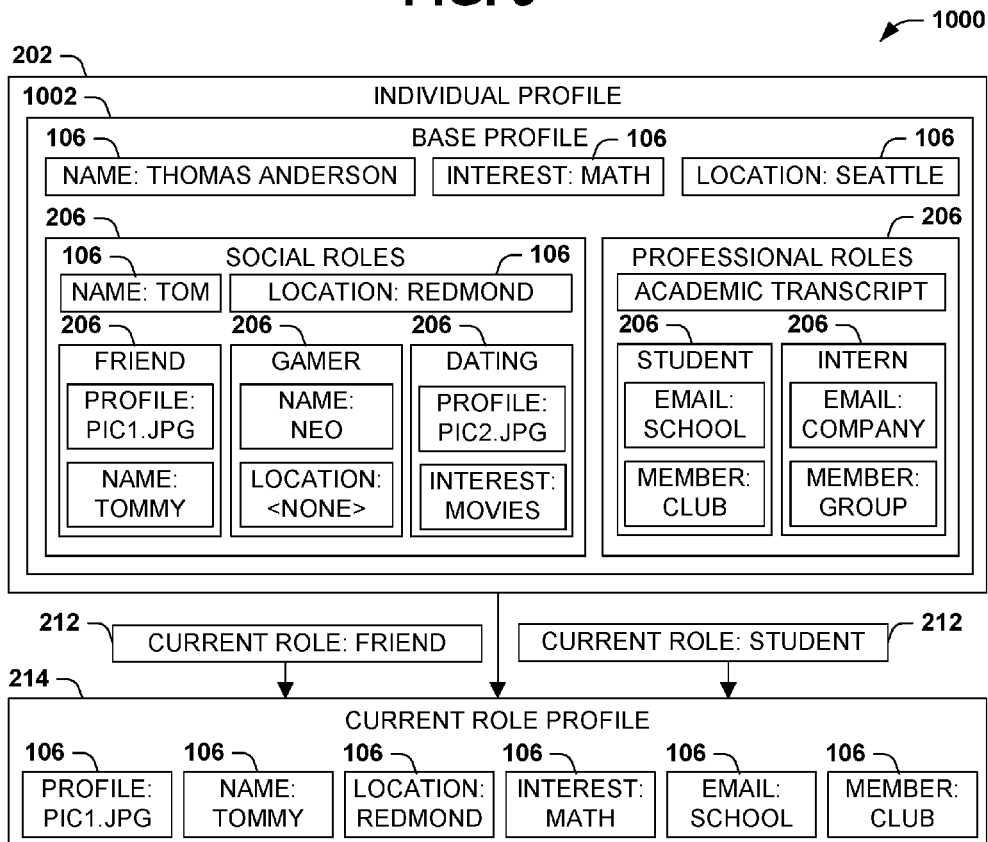 1000
202
INDIVIDUAL PROFILE
1002
BASE PROFILE
106 106 106
NAME: THOMAS ANDERSON INTEREST: MATH LOCATION: SEATTLE
206 206
SOCIAL ROLES PROFESSIONAL ROLES
106 106
NAME: TOM LOCATION: REDMOND ACADEMIC TRANSCRIPT
206 206 206 206 206
FRIEND GAMER DATING STUDENT INTERN
PROFILE: NAME: PROFILE: EMAIL: EMAIL:
PIC1.JPG NEO PIC2.JPG SCHOOL COMPANY
NAME: LOCATION: INTEREST: MEMBER: MEMBER:
TOMMY <NONE> MOVIES CLUB GROUP
212 CURRENT ROLE: FRIEND CURRENT ROLE: STUDENT 212
214
CURRENT ROLE PROFILE
106 106 106 106 106 106
PROFILE: NAME: LOCATION: INTEREST: EMAIL: MEMBER:
PIC1.JPG TOMMY REDMOND MATH SCHOOL CLUB